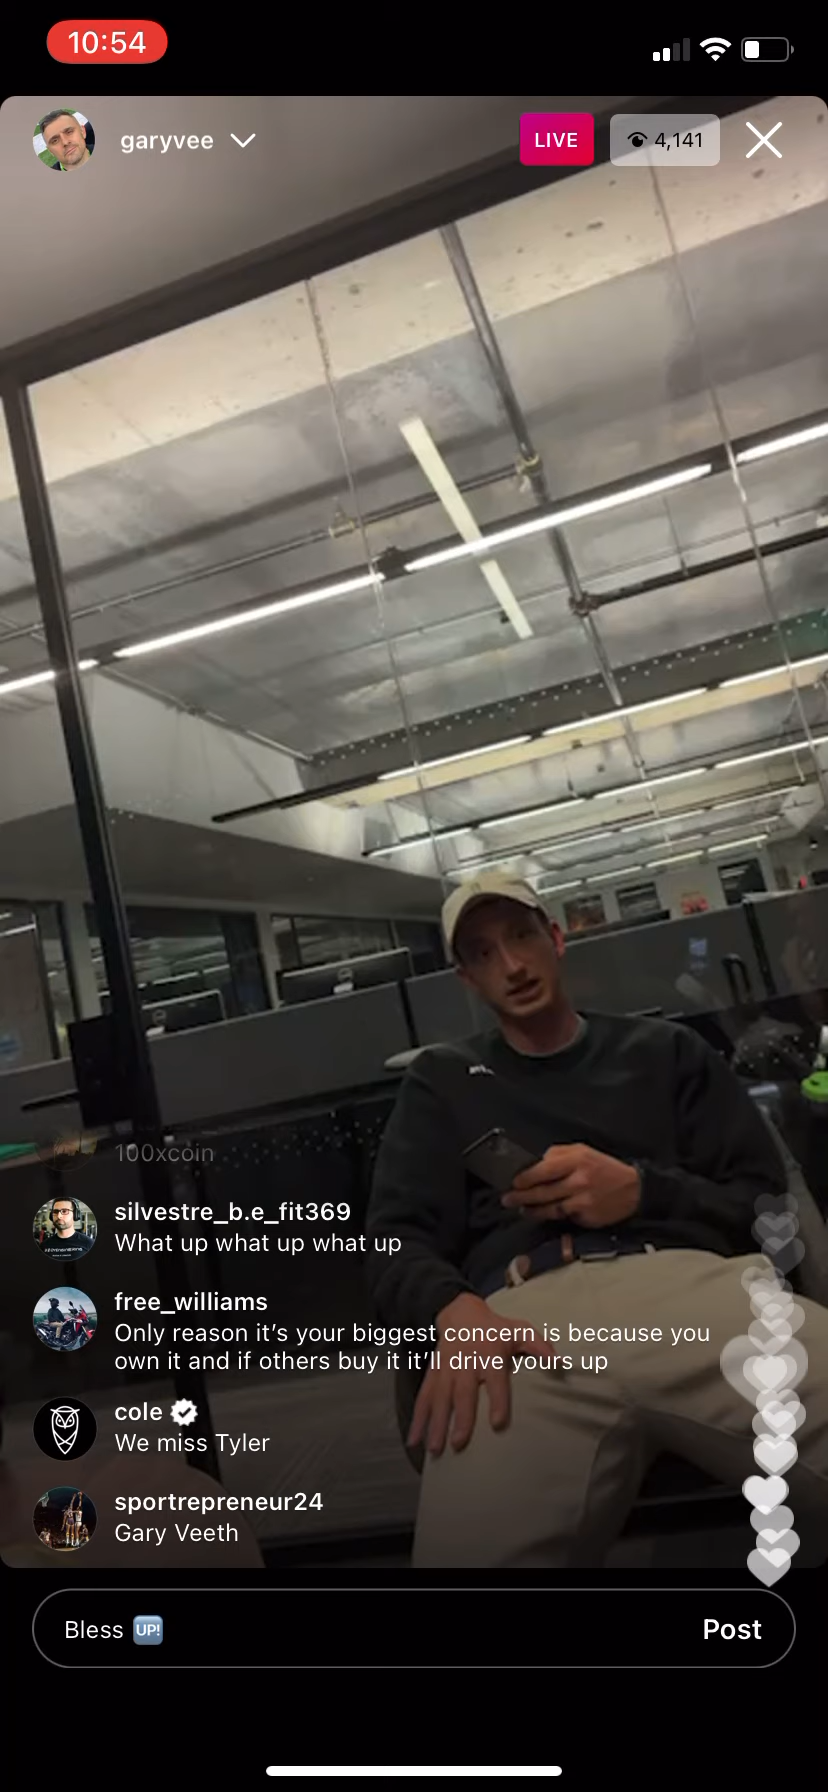 10:54
garyvee
LIVE
4,141
100xcoin
silvestre_b.e_fit369
What up what up what up
free_williams
Only reason it's your biggest concern is because you
own it and if others buy it it'll drive yours up
cole
We miss Tyler
sportrepreneur24
Gary Veeth
Bless UP!
Post